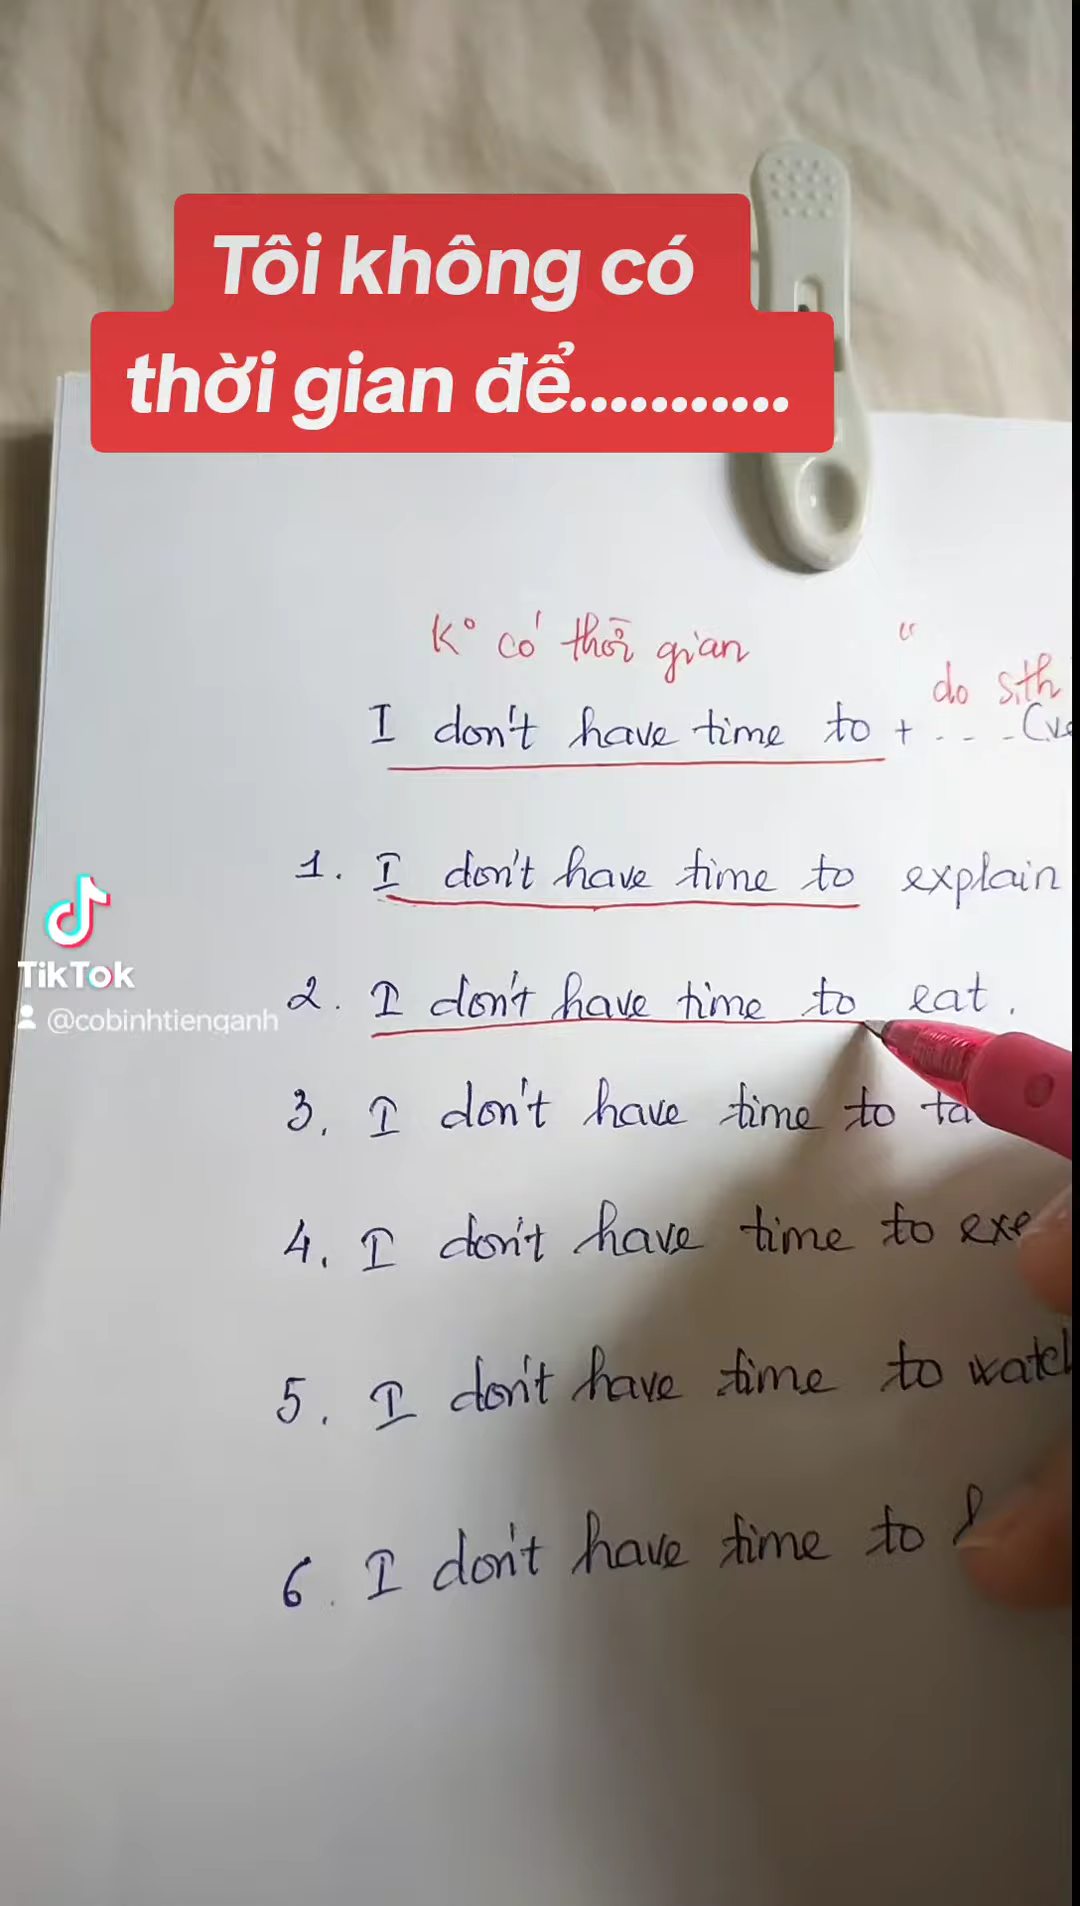 Tôi không có
thời gian để...........
K° có thời gian "
do s.th
I don't have time to + . - -
1. I don't have time to explain
2. I don't have time to eat.
3. I don't have time to
4. I don't have time to
5. I don't have time to watch
6. I don't have time to
TikTok
@cobinhtienganh